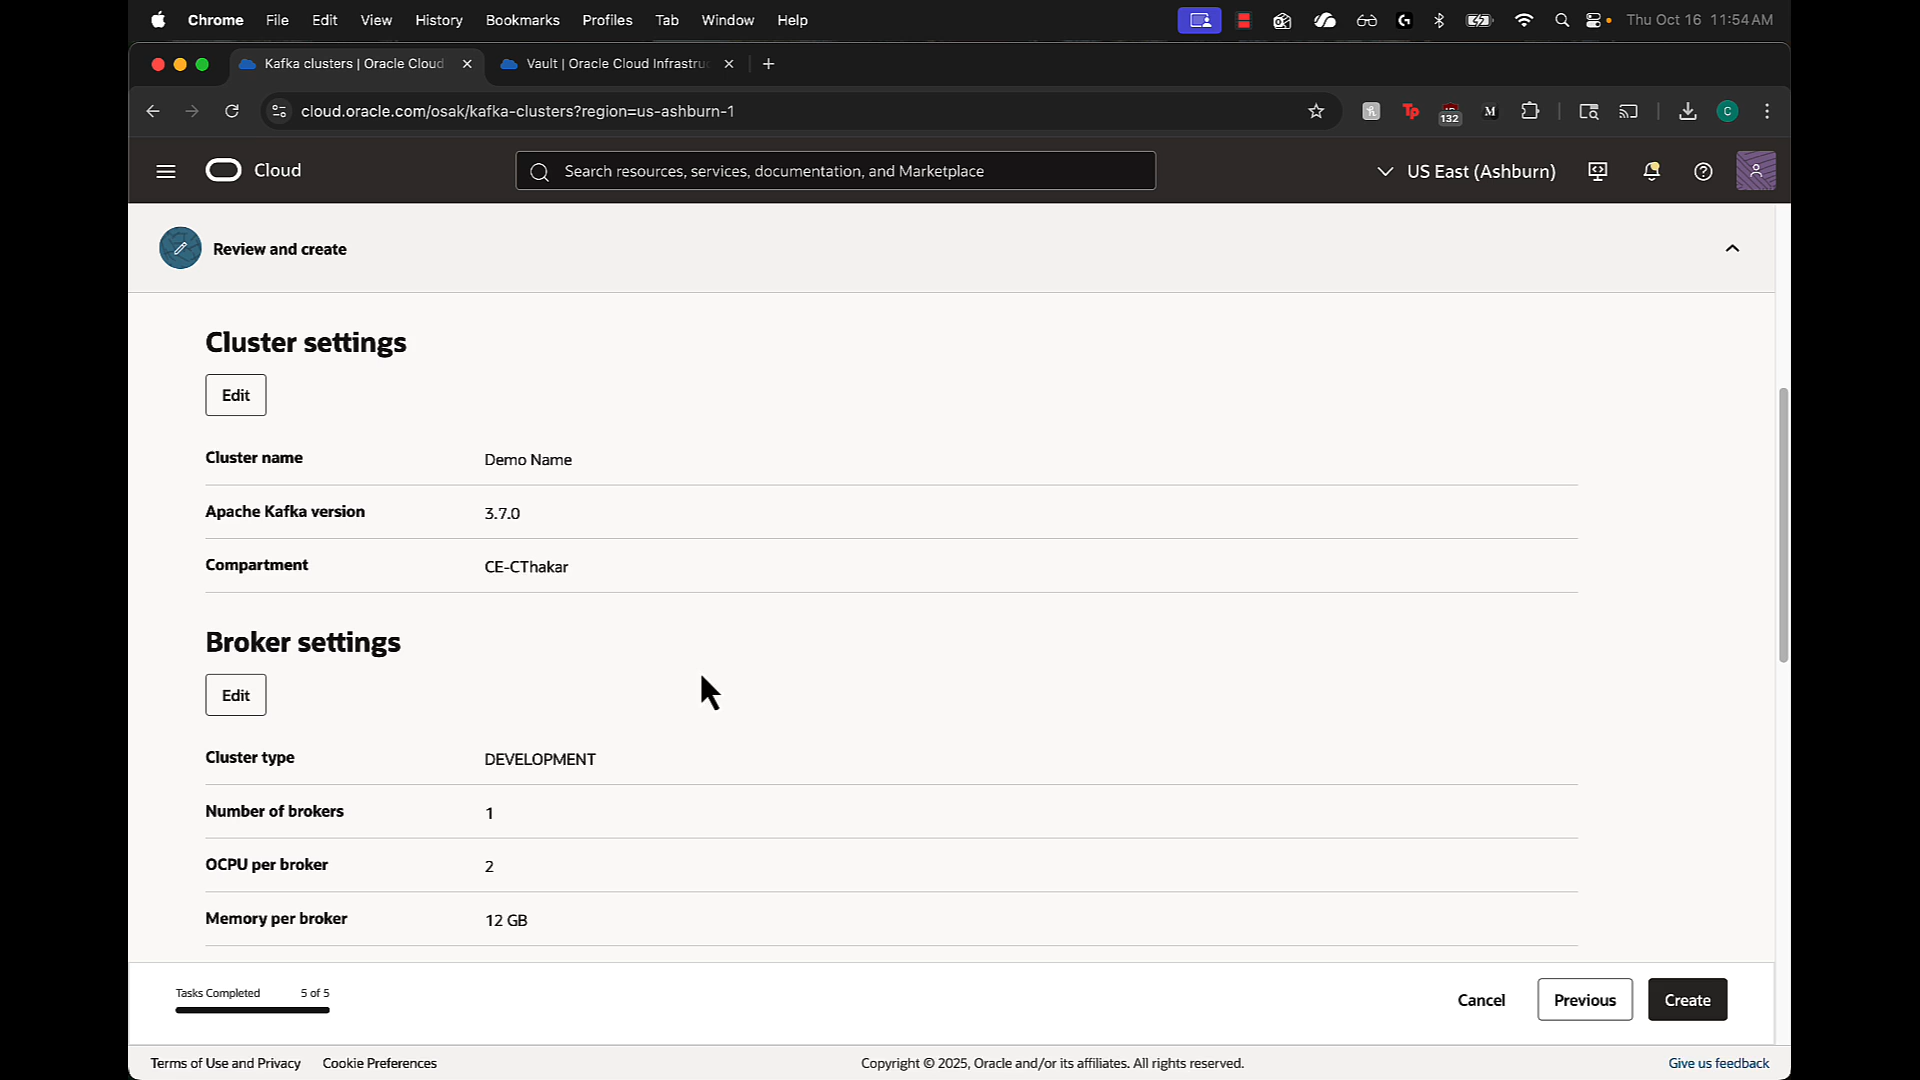 Chrome File Edit View History Bookmarks Profiles Tab Window Help Thu Oct 16 11:54 AM
Kafka clusters | Oracle Cloud Vault | Oracle Cloud Infrastru
cloud.oracle.com/osak/kafka-clusters?region=us-ashburn-1 132 M C
Cloud Search resources, services, documentation, and Marketplace US East (Ashburn)
Review and create
Cluster settings
Edit
Cluster name Demo Name
Apache Kafka version 3.7.0
Compartment CE-CThakar
Broker settings
Edit
Cluster type DEVELOPMENT
Number of brokers 1
OCPU per broker 2
Memory per broker 12 GB
Tasks Completed 5 of 5
Cancel Previous Create
Terms of Use and Privacy Cookie Preferences Copyright © 2025, Oracle and/or its affiliates. All rights reserved. Give us feedback